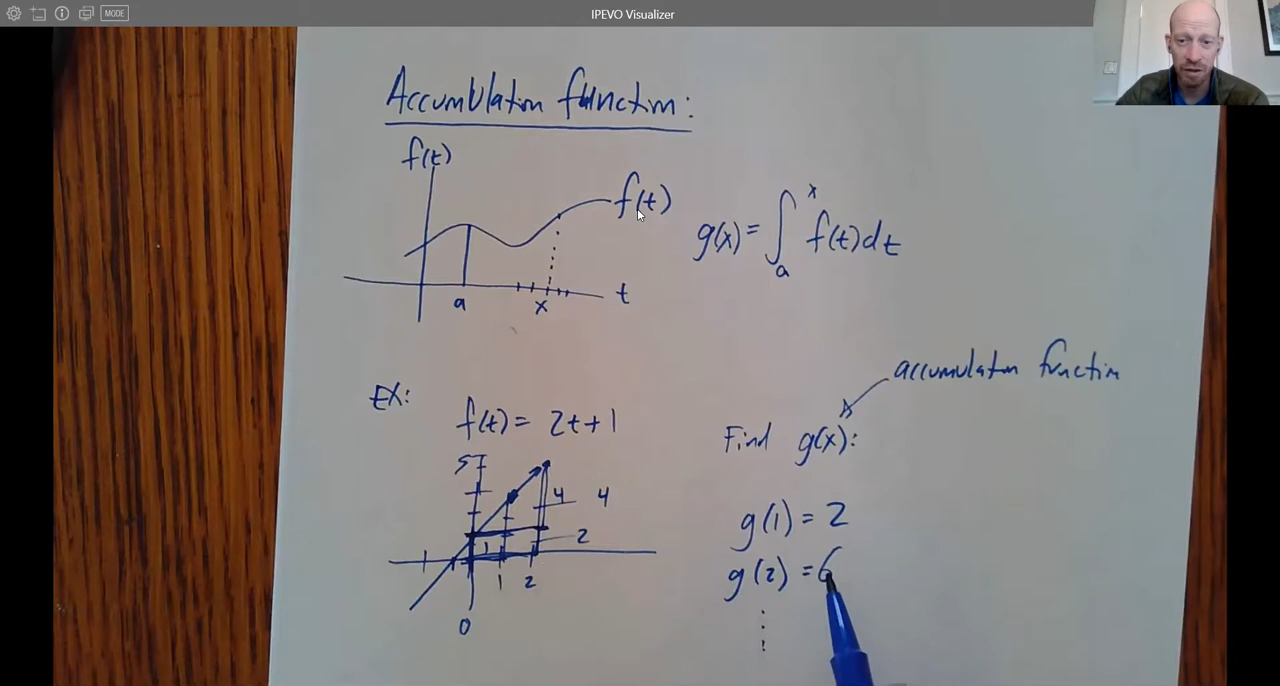 MODE
IPEVO Visualizer
Accumulation function:
f(t)
f(t)
a
x
t
g(x) = ∫ₐˣ f(t)dt
EX:
f(t) = 2t+1
5
4
4
2
1
1
2
0
accumulation function
Find g(x):
g(1) = 2
g(2) = 6
⋮